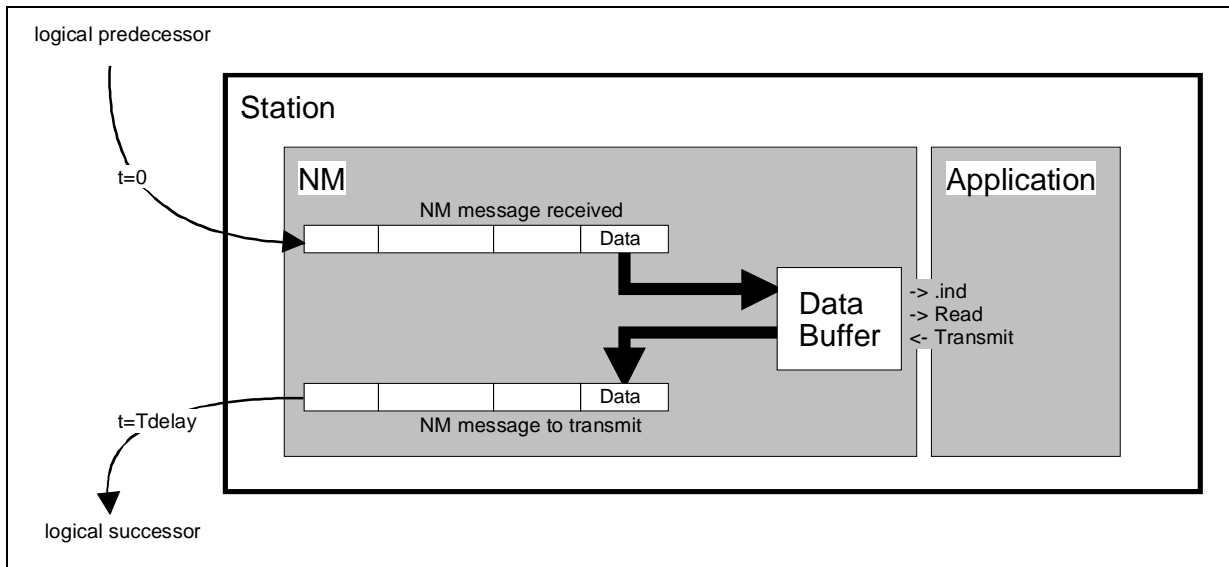 logical predecessor
Station
t=0
NM
Application
NM message received
Data
Data
Buffer
-> .ind
-> Read
<- Transmit
Data
t=Tdelay
NM message to transmit
logical successor